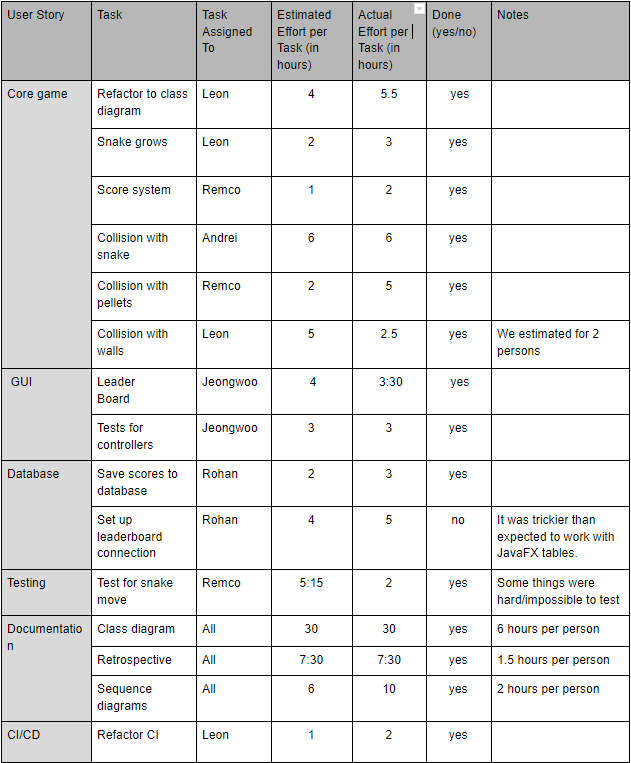 User Story Task Task Assigned To Estimated Effort per Task (in hours) Actual Effort per Task (in hours) Done (yes/no) Notes
Core game Refactor to class diagram Leon 4 5.5 yes
Snake grows Leon 2 3 yes
Score system Remco 1 2 yes
Collision with snake Andrei 6 6 yes
Collision with pellets Remco 2 5 yes
Collision with walls Leon 5 2.5 yes We estimated for 2 persons
GUI Leader Board Jeongwoo 4 3:30 yes
Tests for controllers Jeongwoo 3 3 yes
Database Save scores to database Rohan 2 3 yes
Set up leaderboard connection Rohan 4 5 no It was trickier than expected to work with JavaFX tables.
Testing Test for snake move Remco 5:15 2 yes Some things were hard/impossible to test
Documentation Class diagram All 30 30 yes 6 hours per person
Retrospective All 7:30 7:30 yes 1.5 hours per person
Sequence diagrams All 6 10 yes 2 hours per person
CI/CD Refactor CI Leon 1 2 yes